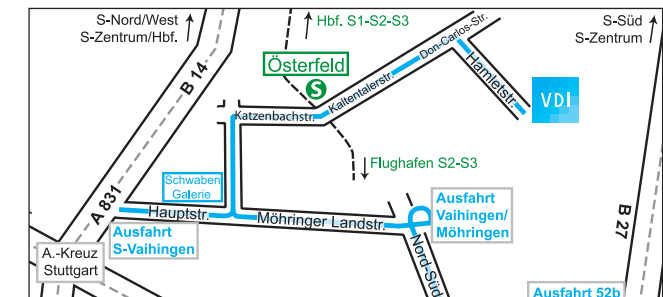 S-Nord/West
S-Zentrum/Hbf.
Hbf. S1-S2-S3
S-Süd
S-Zentrum
B 14
Österfeld
S
Don-Carlos-Str.
Kaltentalerstr.
Hamletstr.
VDI
Katzenbachstr.
Flughafen S2-S3
Schwaben
Galerie
A 831
Hauptstr.
Möhringer Landstr.
Ausfahrt
Vaihingen/
Möhringen
B 27
Ausfahrt
S-Vaihingen
A.-Kreuz
Stuttgart
Nord-Süd
Ausfahrt 52b